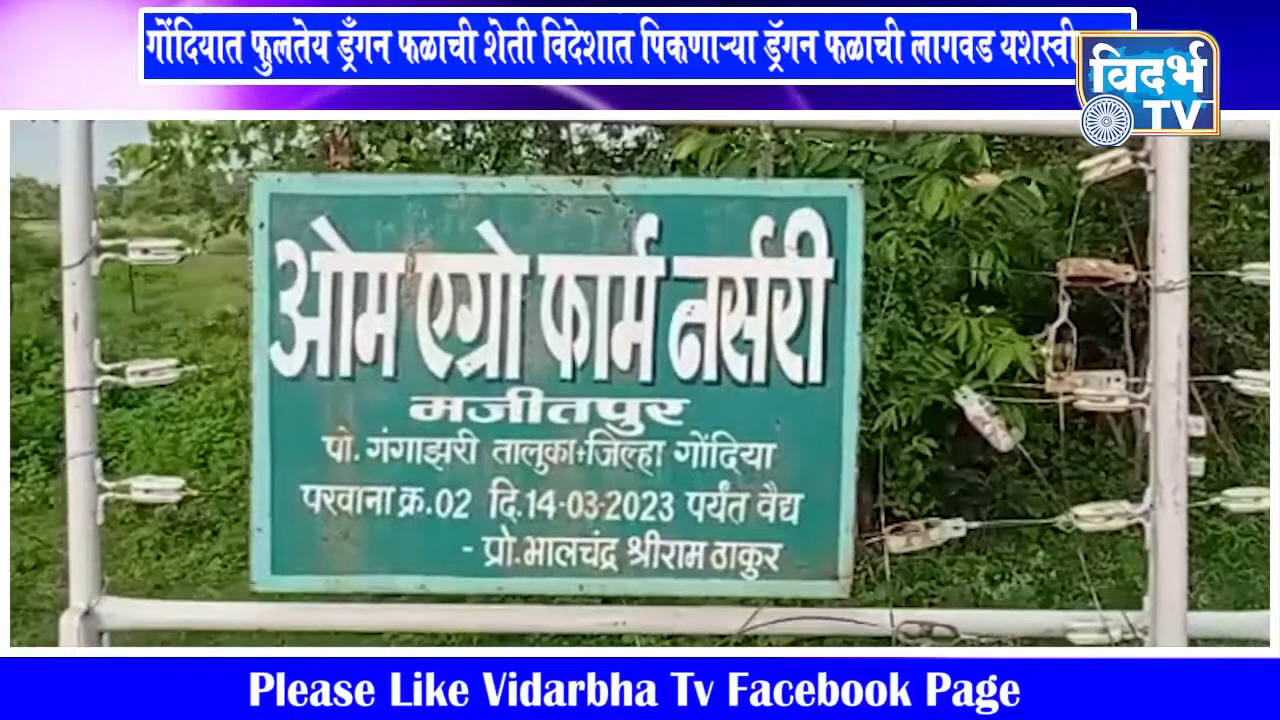 गोंदियात फुलतेय ड्रँगन फळाची शेती विदेशात पिकणाऱ्या ड्रॅगन फळाची लागवड यशस्वी
विदर्भ
TV
ओम एग्रो फार्म नर्सरी
मजीतपुर
पो. गंगाझरी तालुका+जिल्हा गोंदिया
परवाना क्र.02 दि.14-03-2023 पर्यंत वैद्य
- प्रो.भालचंद्र श्रीराम ठाकुर
Please Like Vidarbha Tv Facebook Page